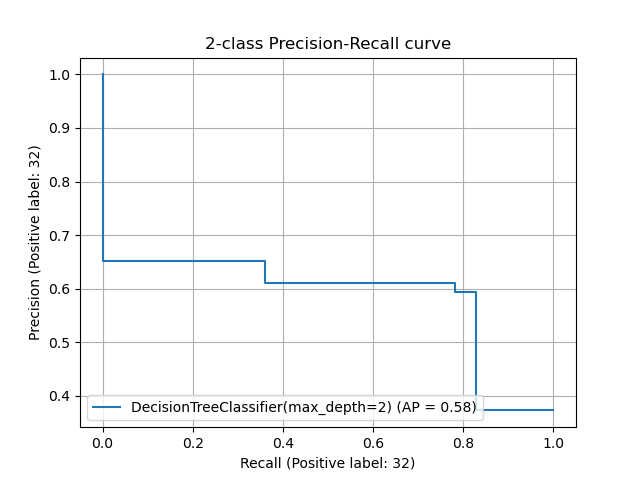 2-class Precision-Recall curve
1.0
0.9
0.8
0.7
0.6
0.5
0.4
Precision (Positive label: 32)
DecisionTreeClassifier(max_depth=2) (AP = 0.58)
0.0 0.2 0.4 0.6 0.8 1.0
Recall (Positive label: 32)